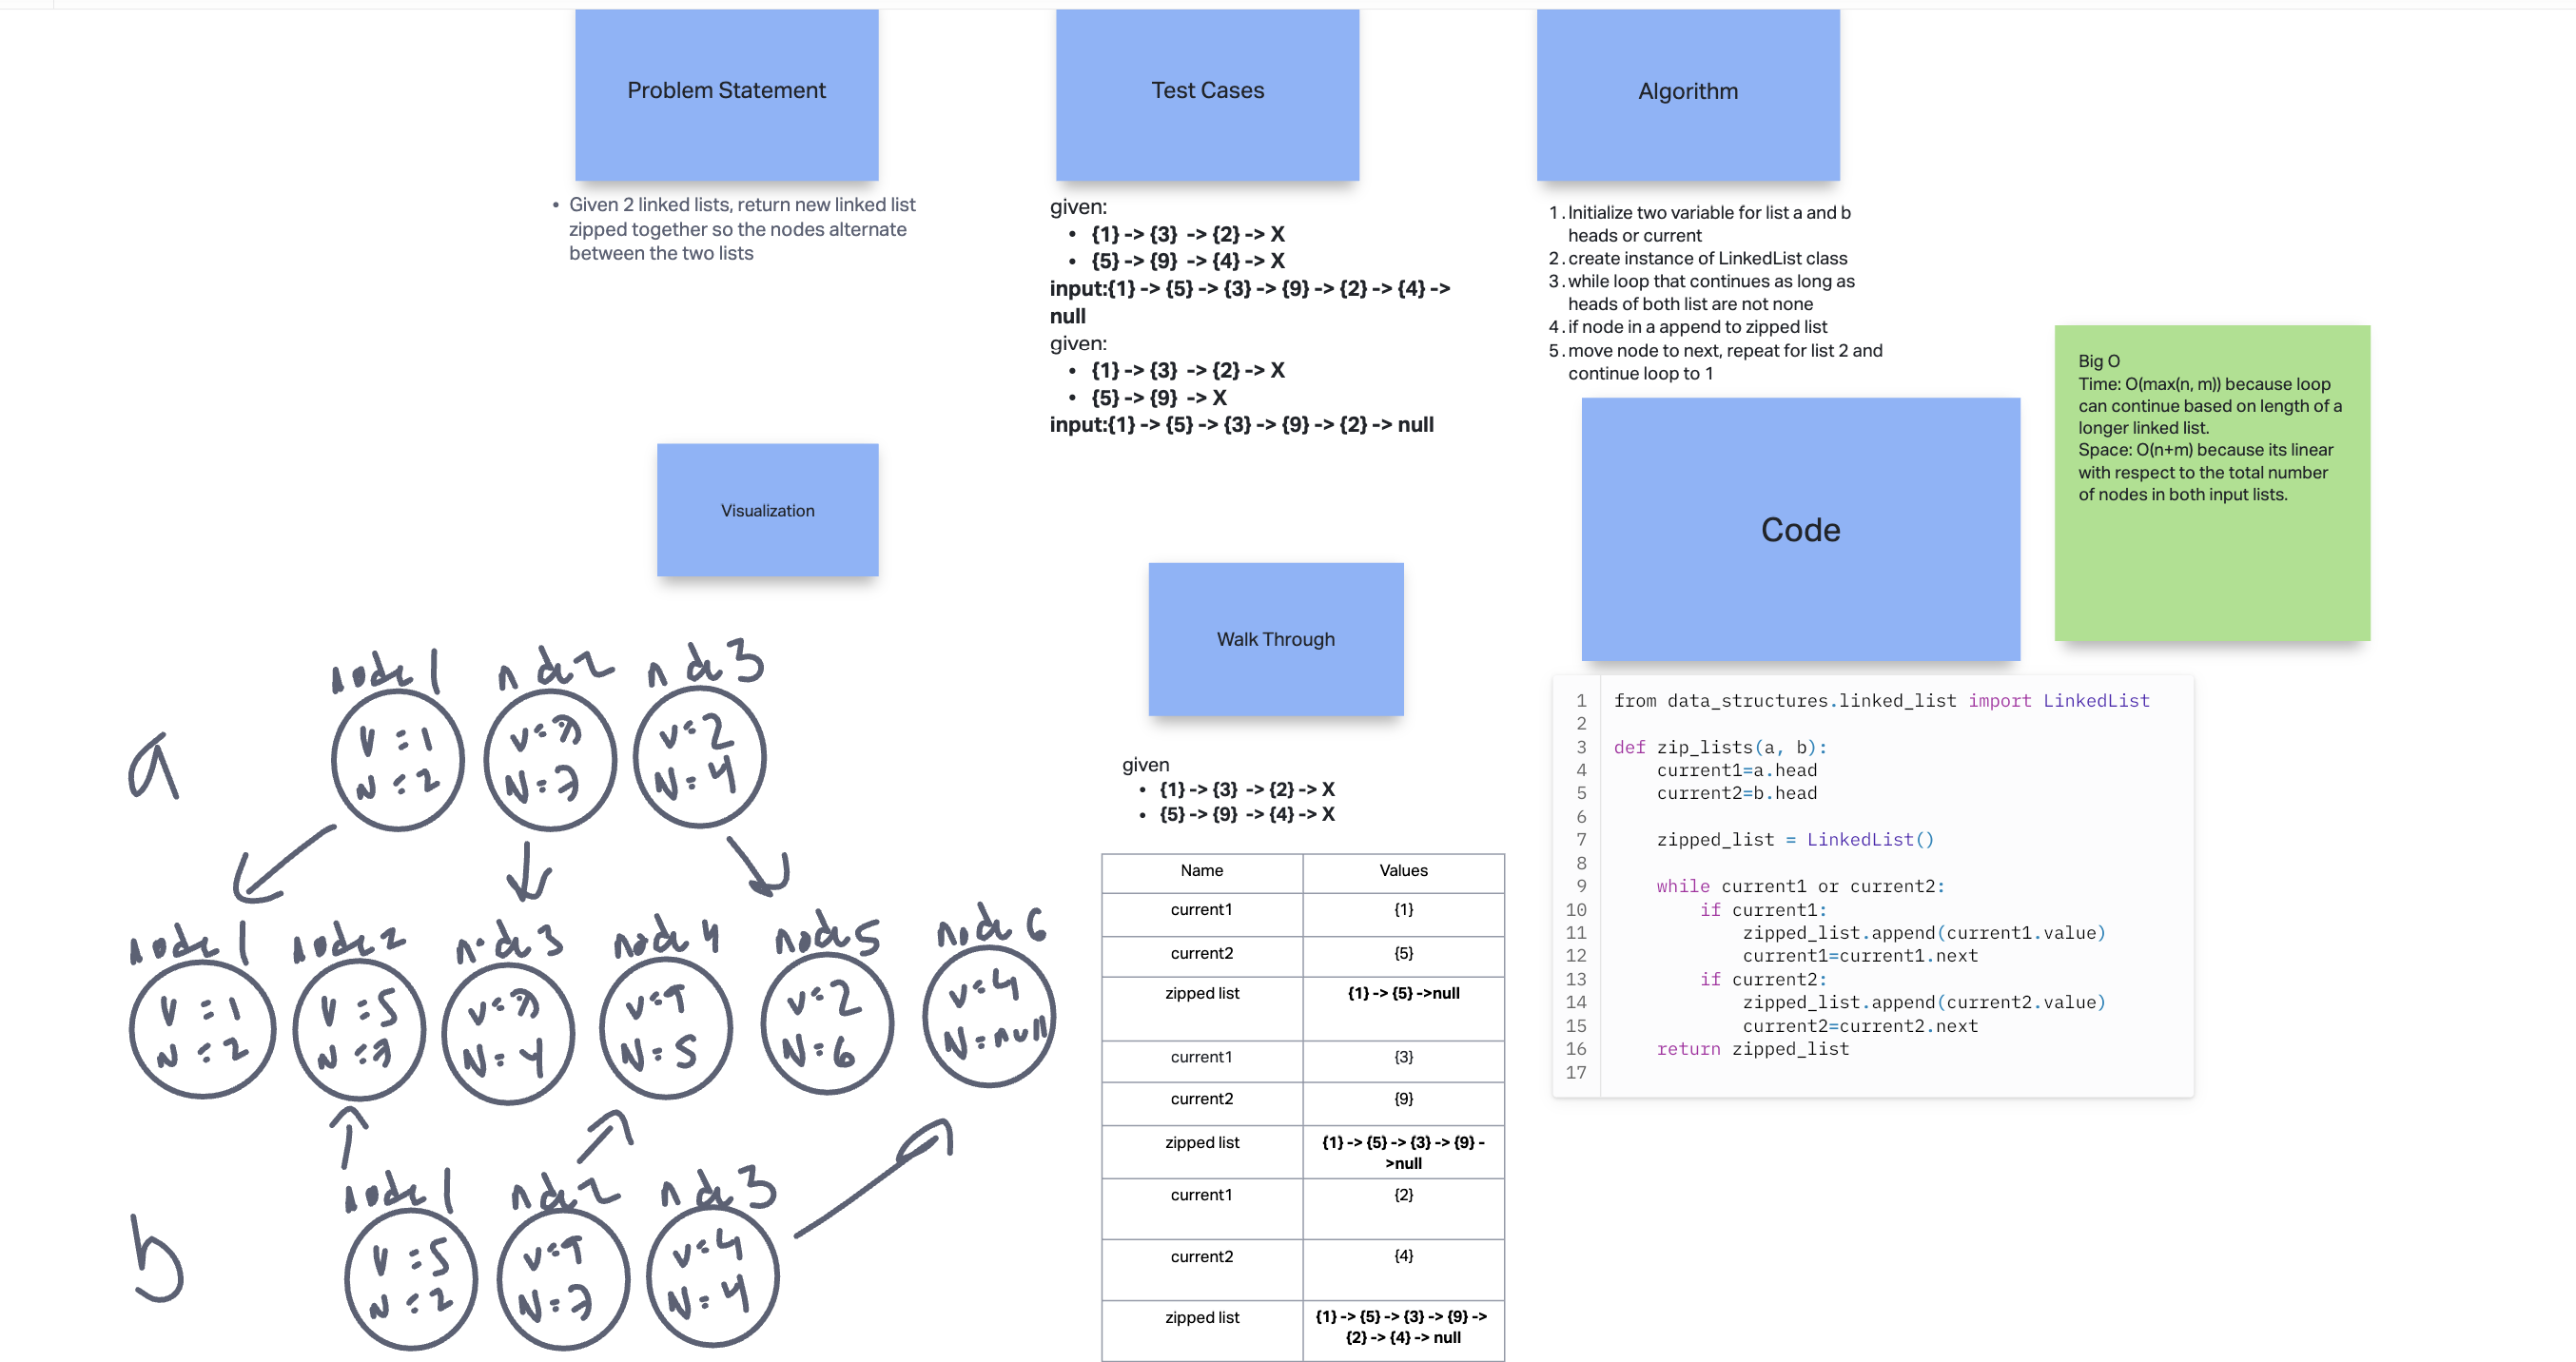 Problem Statement
Given 2 linked lists, return new linked list
zipped together so the nodes alternate
between the two lists
Test Cases
given:
{1} -> {3} -> {2} -> X
{5} -> {9} -> {4} -> X
input:{1} -> {5} -> {3} -> {9} -> {2} -> {4} ->
null
given:
{1} -> {3} -> {2} -> X
{5} -> {9} -> X
input:{1} -> {5} -> {3} -> {9} -> {2} -> null
Algorithm
1. Initialize two variable for list a and b
heads or current
2. create instance of LinkedList class
3. while loop that continues as long as
heads of both list are not none
4. if node in a append to zipped list
5. move node to next, repeat for list 2 and
continue loop to 1
Big O
Time: O(max(n, m)) because loop
can continue based on length of a
longer linked list.
Space: O(n+m) because its linear
with respect to the total number
of nodes in both input lists.
Visualization
node 1 node 2 node 3
a
V = 1 V = 3 V = 2
N = 2 N = 3 N = 4
node 1 node 2 node 3 node 4 node 5 node 6
V = 1 V = 5 V = 3 V = 9 V = 2 V = 4
N = 2 N = 3 N = 4 N = 5 N = 6 N = null
node 1 node 2 node 3
b
V = 5 V = 9 V = 4
N = 2 N = 3 N = 4
Walk Through
given
{1} -> {3} -> {2} -> X
{5} -> {9} -> {4} -> X
Name Values
current1 {1}
current2 {5}
zipped list {1} -> {5} ->null
current1 {3}
current2 {9}
zipped list {1} -> {5} -> {3} -> {9} -
>null
current1 {2}
current2 {4}
zipped list {1} -> {5} -> {3} -> {9} ->
{2} -> {4} -> null
Code
1 from data_structures.linked_list import LinkedList
2
3 def zip_lists(a, b):
4 current1=a.head
5 current2=b.head
6
7 zipped_list = LinkedList()
8
9 while current1 or current2:
10 if current1:
11 zipped_list.append(current1.value)
12 current1=current1.next
13 if current2:
14 zipped_list.append(current2.value)
15 current2=current2.next
16 return zipped_list
17